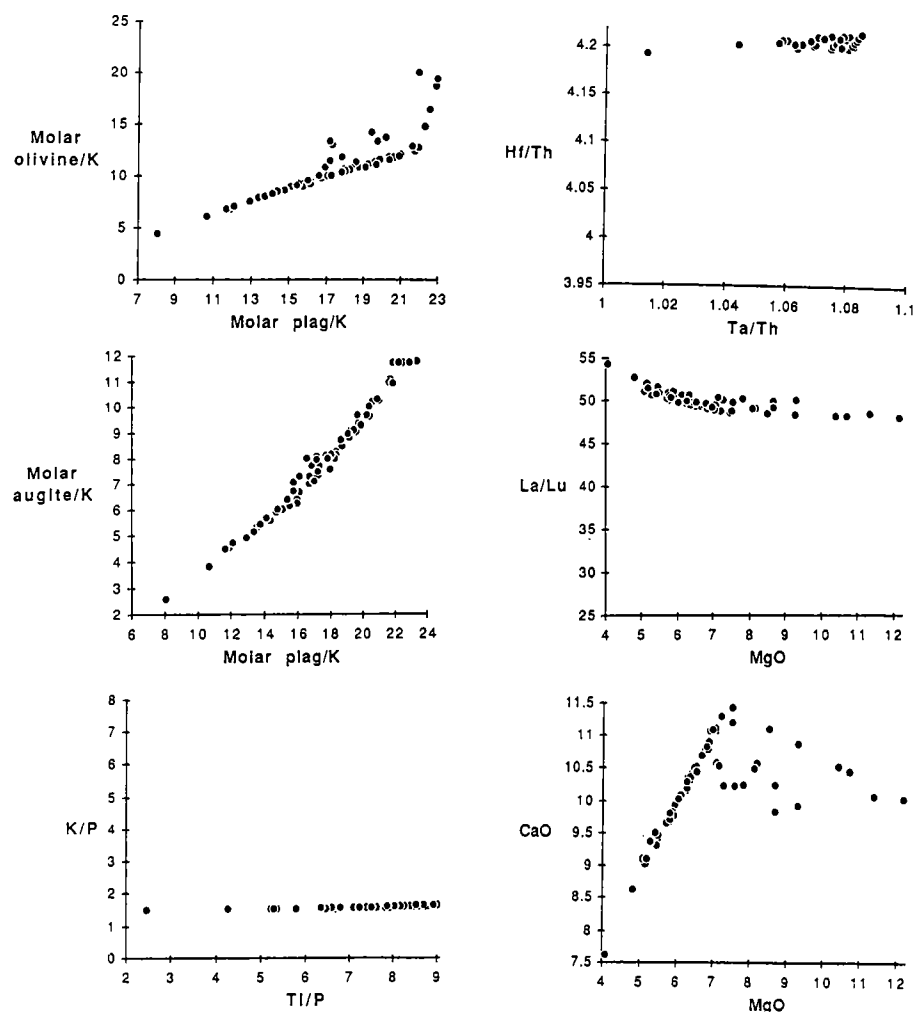 25
20
15
10
5
0
Molar
olivine/K
7 9 11 13 15 17 19 21 23
Molar plag/K
4.2
4.15
4.1
4.05
4
3.95
Hf/Th
1 1.02 1.04 1.06 1.08 1.1
Ta/Th
12
11
10
9
8
7
6
5
4
3
2
Molar
augite/K
6 8 10 12 14 16 18 20 22 24
Molar plag/K
55
50
45
40
35
30
25
La/Lu
4 5 6 7 8 9 10 11 12
MgO
8
7
6
5
4
3
2
1
0
K/P
2 3 4 5 6 7 8 9
Ti/P
11.5
11
10.5
10
9.5
9
8.5
8
7.5
CaO
4 5 6 7 8 9 10 11 12
MgO